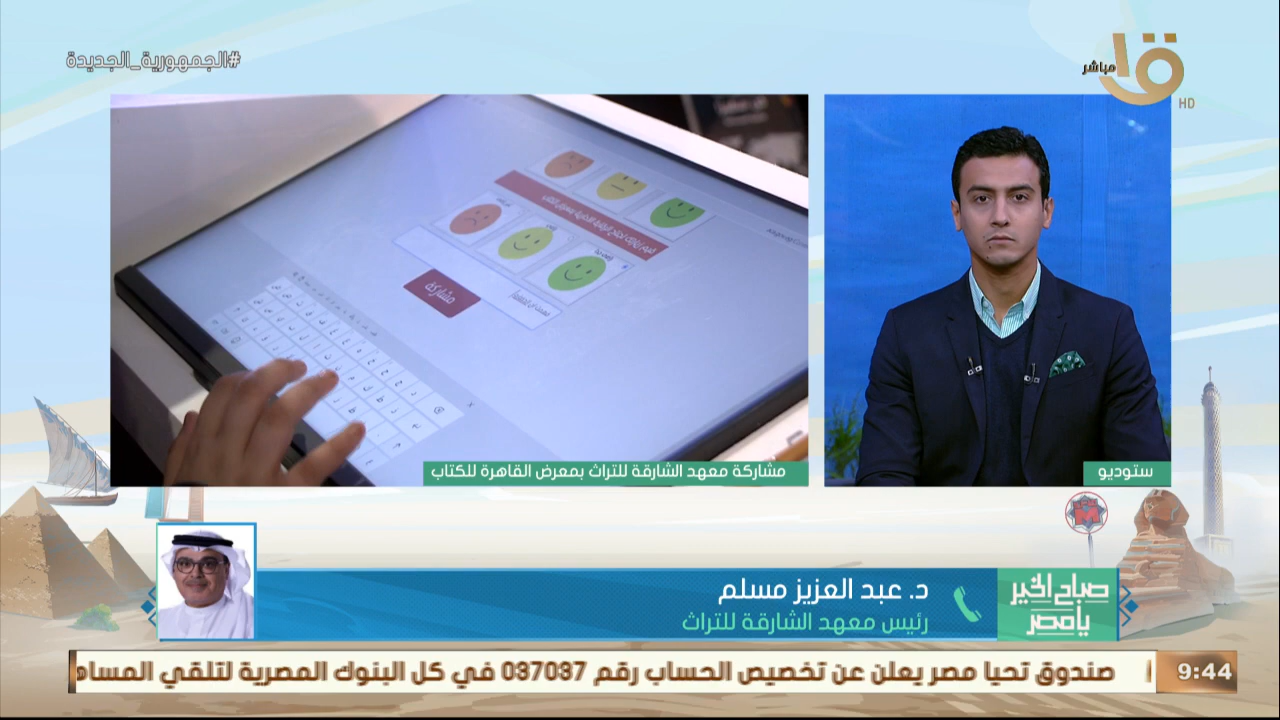 #الجمهورية_الجديدة
مباشر
HD
مشاركة
مشاركة معهد الشارقة للتراث بمعرض القاهرة للكتاب
ستوديو
صباح الخير
يا مصر
د. عبد العزيز مسلم
رئيس معهد الشارقة للتراث
9:44
صندوق تحيا مصر يعلن عن تخصيص الحساب رقم 037037 في كل البنوك المصرية لتلقي المسا